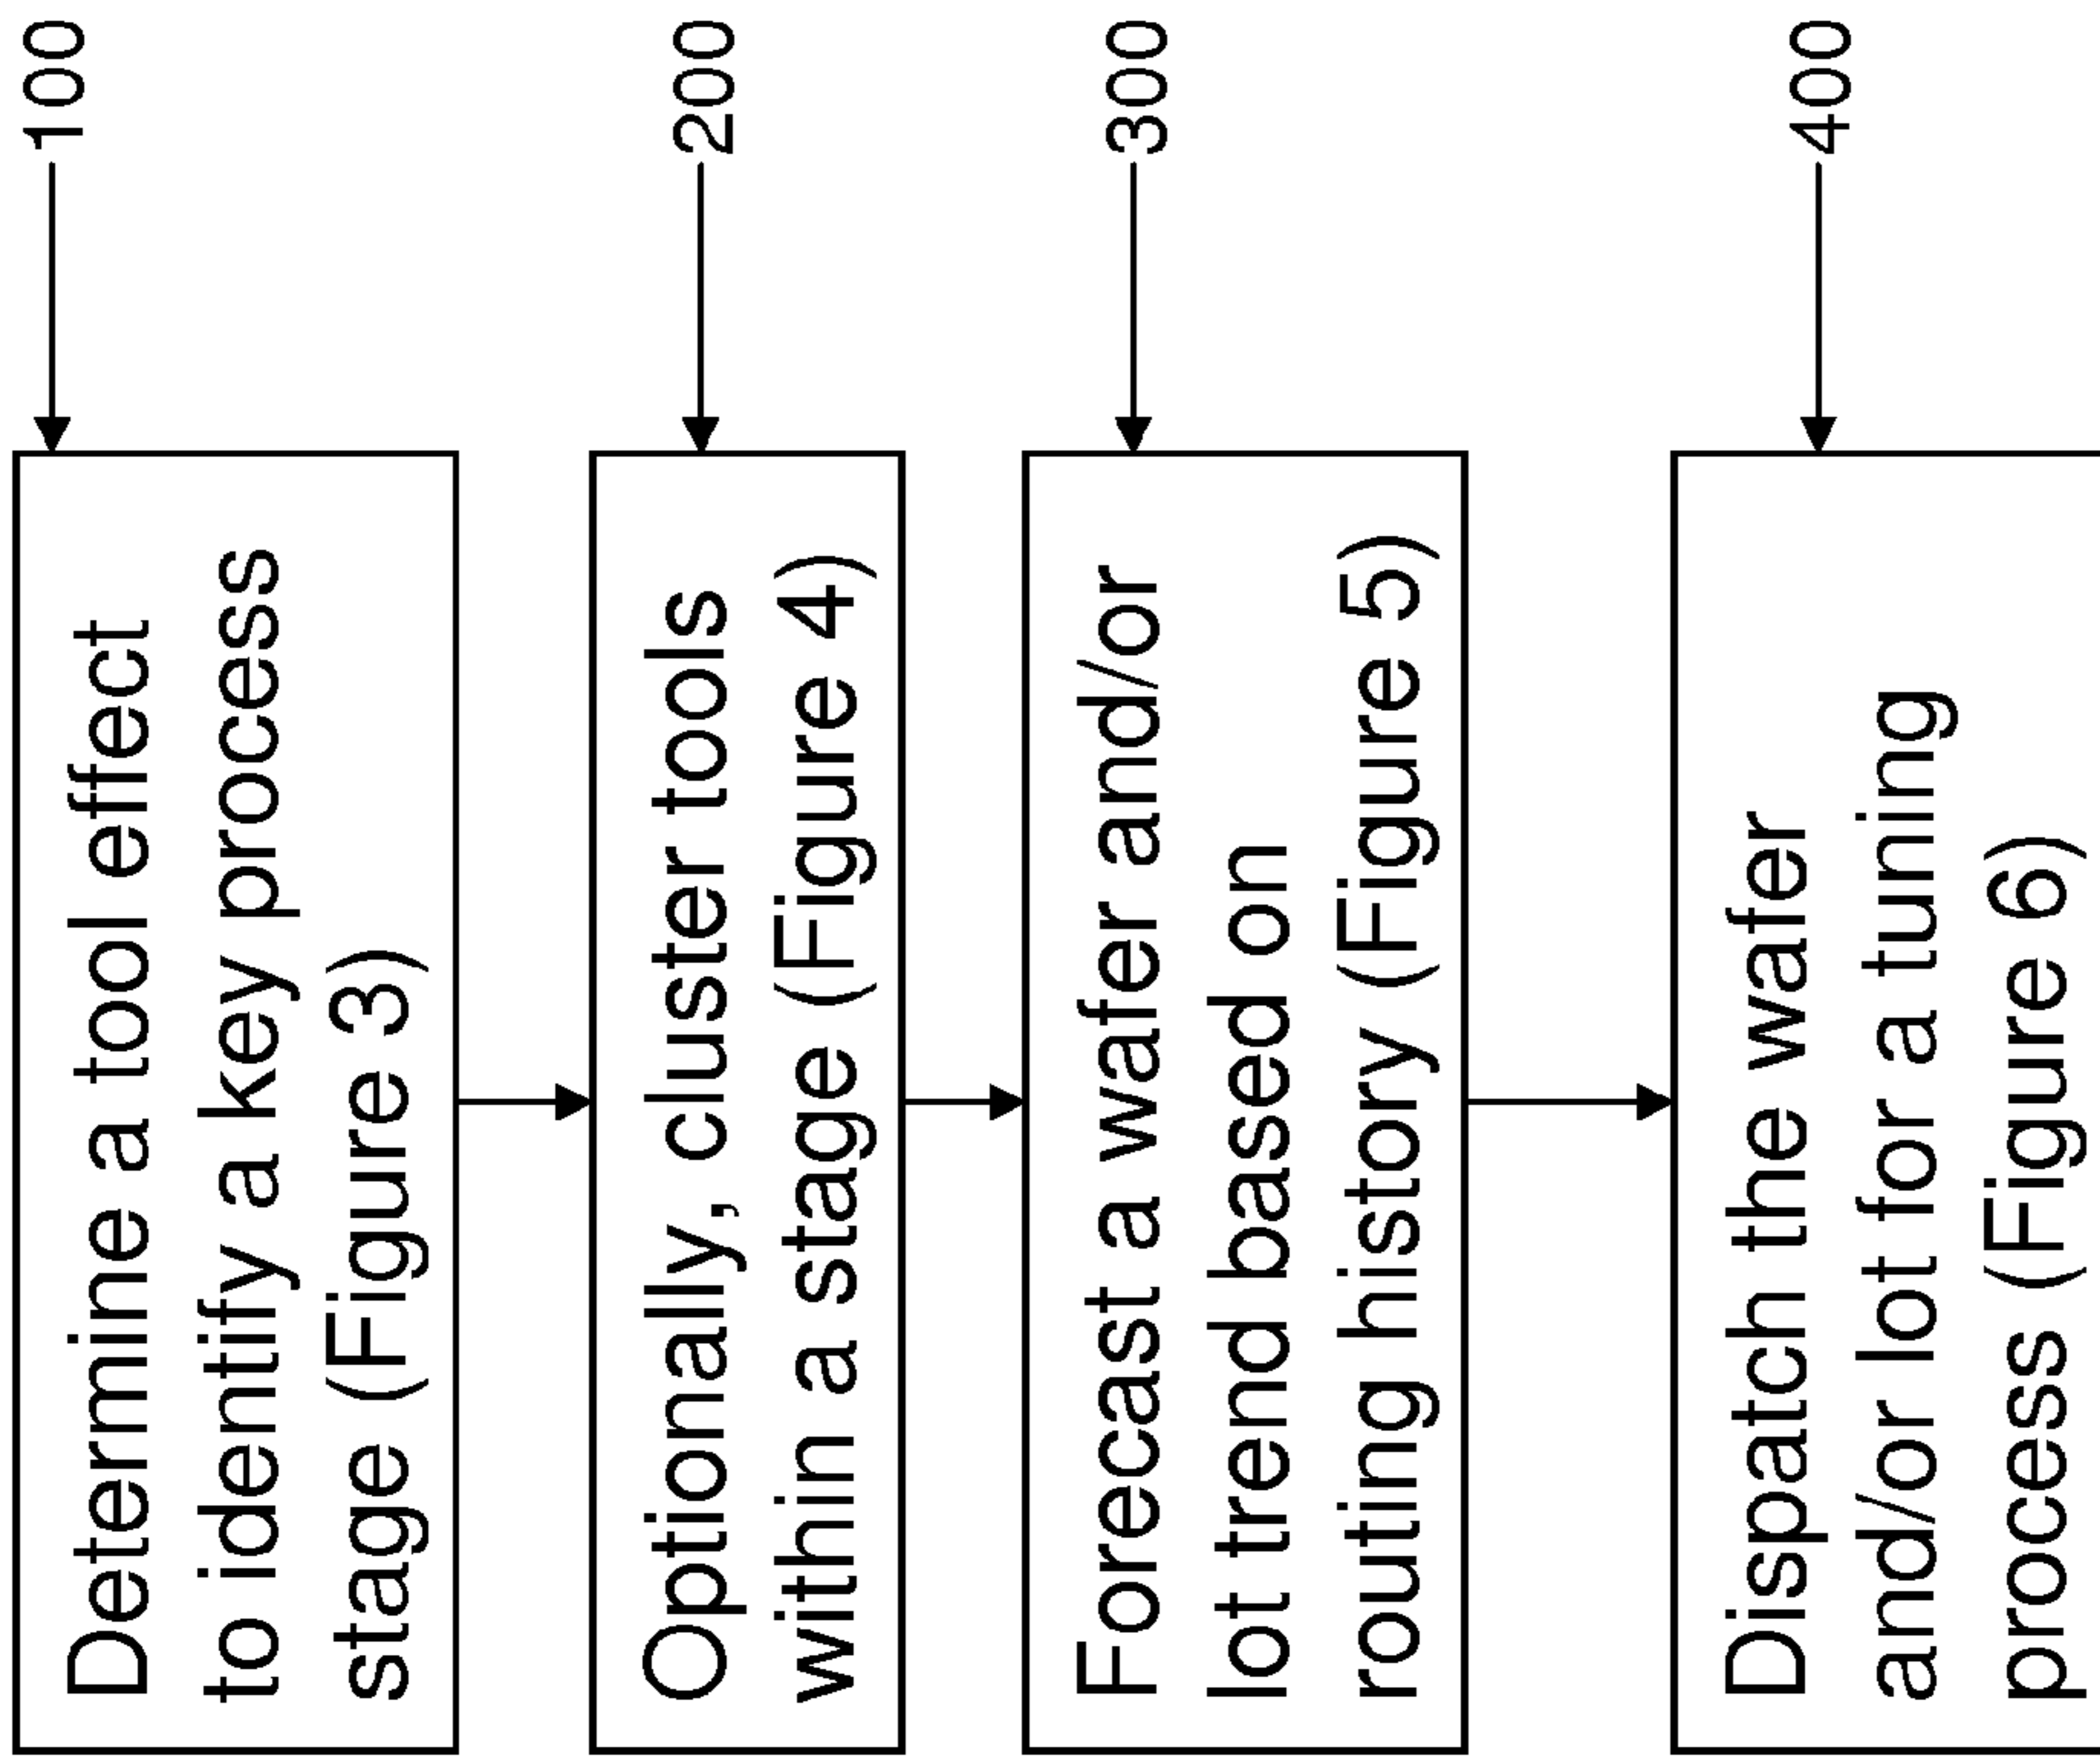 Determine a tool effect
to identify a key process
stage (Figure 3)
100
Optionally, cluster tools
within a stage (Figure 4)
200
Forecast a wafer and/or
lot trend based on
routing history (Figure 5)
300
Dispatch the wafer
and/or lot for a tuning
process (Figure 6)
400